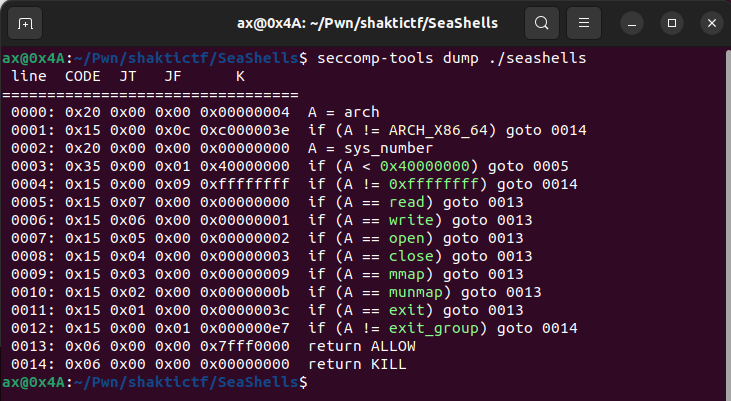 ax@0x4A: ~/Pwn/shaktictf/SeaShells
ax@0x4A:~/Pwn/shaktictf/SeaShells$ seccomp-tools dump ./seashells
 line  CODE  JT   JF      K
=================================
 0000: 0x20 0x00 0x00 0x00000004  A = arch
 0001: 0x15 0x00 0x0c 0xc000003e  if (A != ARCH_X86_64) goto 0014
 0002: 0x20 0x00 0x00 0x00000000  A = sys_number
 0003: 0x35 0x00 0x01 0x40000000  if (A < 0x40000000) goto 0005
 0004: 0x15 0x00 0x09 0xffffffff  if (A != 0xffffffff) goto 0014
 0005: 0x15 0x07 0x00 0x00000000  if (A == read) goto 0013
 0006: 0x15 0x06 0x00 0x00000001  if (A == write) goto 0013
 0007: 0x15 0x05 0x00 0x00000002  if (A == open) goto 0013
 0008: 0x15 0x04 0x00 0x00000003  if (A == close) goto 0013
 0009: 0x15 0x03 0x00 0x00000009  if (A == mmap) goto 0013
 0010: 0x15 0x02 0x00 0x0000000b  if (A == munmap) goto 0013
 0011: 0x15 0x01 0x00 0x0000003c  if (A == exit) goto 0013
 0012: 0x15 0x00 0x01 0x000000e7  if (A != exit_group) goto 0014
 0013: 0x06 0x00 0x00 0x7fff0000  return ALLOW
 0014: 0x06 0x00 0x00 0x00000000  return KILL
ax@0x4A:~/Pwn/shaktictf/SeaShells$